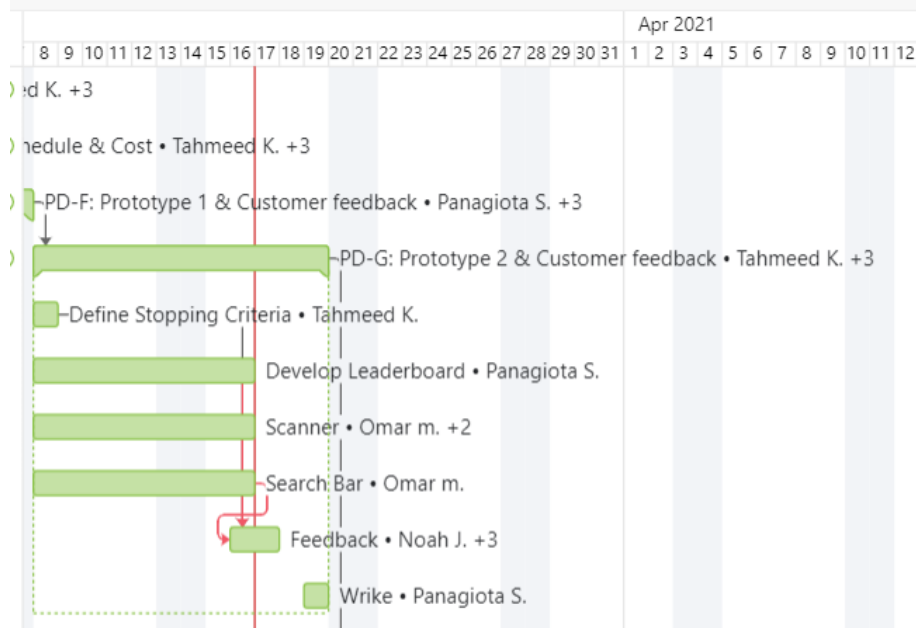 Apr 2021
8 9 10 11 12 13 14 15 16 17 18 19 20 21 22 23 24 25 26 27 28 29 30 31 1 2 3 4 5 6 7 8 9 10 11 12
K. +3
& Cost • Tahmeed K. +3
PD-F: Prototype 1 & Customer feedback • Panagiota S. +3
PD-G: Prototype 2 & Customer feedback • Tahmeed K. +3
Define Stopping Criteria • Tahmeed K.
Develop Leaderboard • Panagiota S.
Scanner • Omar m. +2
Search Bar • Omar m.
Feedback • Noah J. +3
Wrike • Panagiota S.